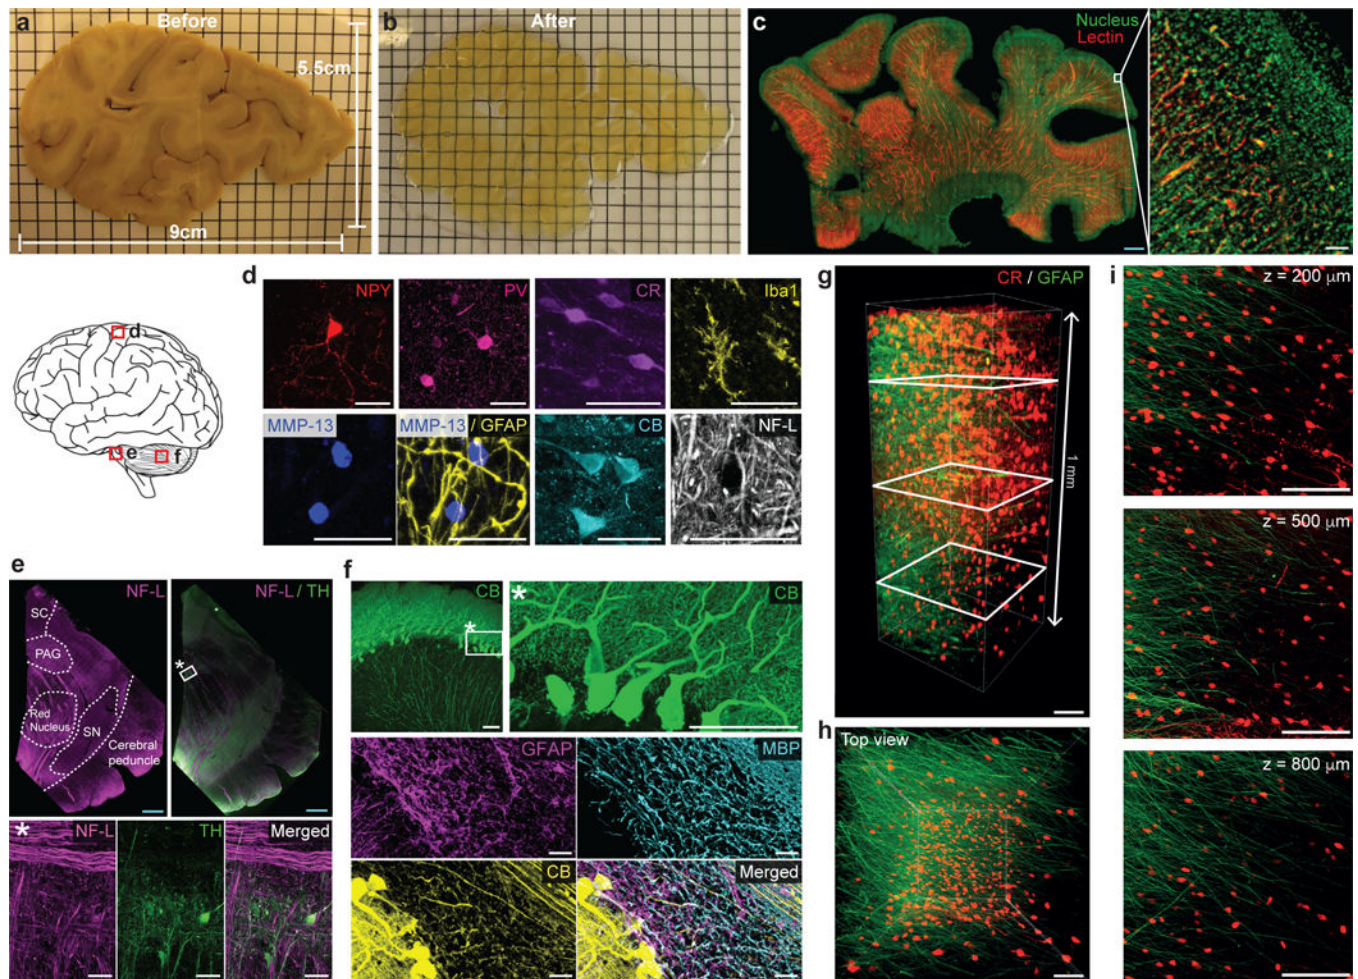 a
Before
5.5cm
9cm
b
After
c
Nucleus
Lectin
d
e
f
d
NPY
PV
CR
Iba1
MMP-13
MMP-13 / GFAP
CB
NF-L
e
NF-L
SC
PAG
Red
Nucleus
SN
Cerebral
peduncle
NF-L / TH
*
* NF-L
TH
Merged
f
CB
*
* CB
GFAP
MBP
CB
Merged
g
CR / GFAP
1 mm
h
Top view
i
z = 200 μm
z = 500 μm
z = 800 μm